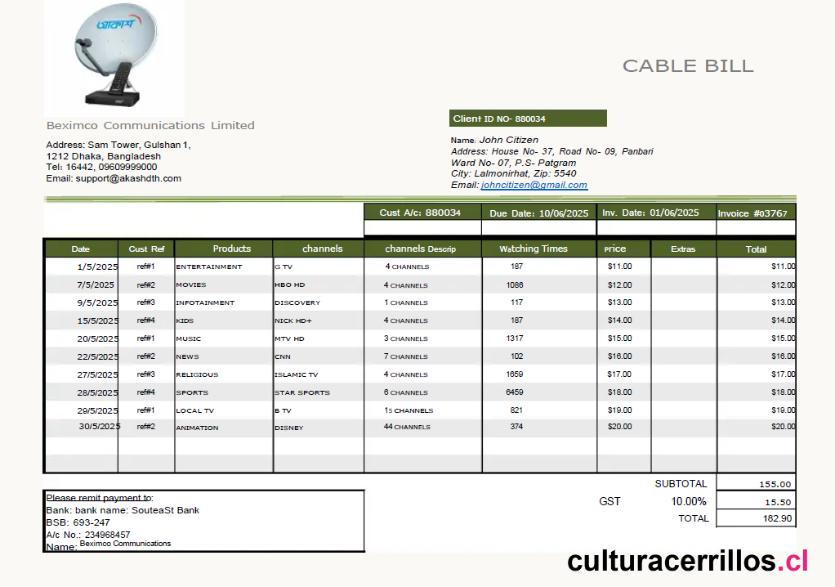 আকাশ
CABLE BILL
Client ID NO- 880034
Beximco Communications Limited
Address: Sam Tower, Gulshan 1,
1212 Dhaka, Bangladesh
Tel: 16442, 09609999000
Email: support@akashdth.com
Name: John Citizen
Address: House No- 37, Road No- 09, Panbari
Ward No- 07, P.S- Patgram
City: Lalmonirhat, Zip: 5540
Email: johncitizen@gmail.com
Cust A/c: 880034 Due Date: 10/06/2025 Inv. Date: 01/06/2025 Invoice #03767
Date Cust Ref Products channels channels Descrip Watching Times price Extras Total
1/5/2025 ref#1 ENTERTAINMENT G TV 4 CHANNELS 187 $11.00 $11.00
7/5/2025 ref#2 MOVIES HBO HD 4 CHANNELS 1086 $12.00 $12.00
9/5/2025 ref#3 INFOTAINMENT DISCOVERY 1 CHANNELS 117 $13.00 $13.00
15/5/2025 ref#4 KIDS NICK HD+ 4 CHANNELS 187 $14.00 $14.00
20/5/2025 ref#1 MUSIC MTV HD 3 CHANNELS 1317 $15.00 $15.00
22/5/2025 ref#2 NEWS CNN 7 CHANNELS 102 $16.00 $16.00
27/5/2025 ref#3 RELIGIOUS ISLAMIC TV 4 CHANNELS 1659 $17.00 $17.00
28/5/2025 ref#4 SPORTS STAR SPORTS 6 CHANNELS 6459 $18.00 $18.00
29/5/2025 ref#1 LOCAL TV B TV 15 CHANNELS 821 $19.00 $19.00
30/5/2025 ref#2 ANIMATION DISNEY 44 CHANNELS 374 $20.00 $20.00
SUBTOTAL 155.00
GST 10.00% 15.50
TOTAL 182.90
Please remit payment to:
Bank: bank name: SouteaSt Bank
BSB: 693-247
A/c No.: 234968457
Name: Beximco Communications
culturacerrillos.cl